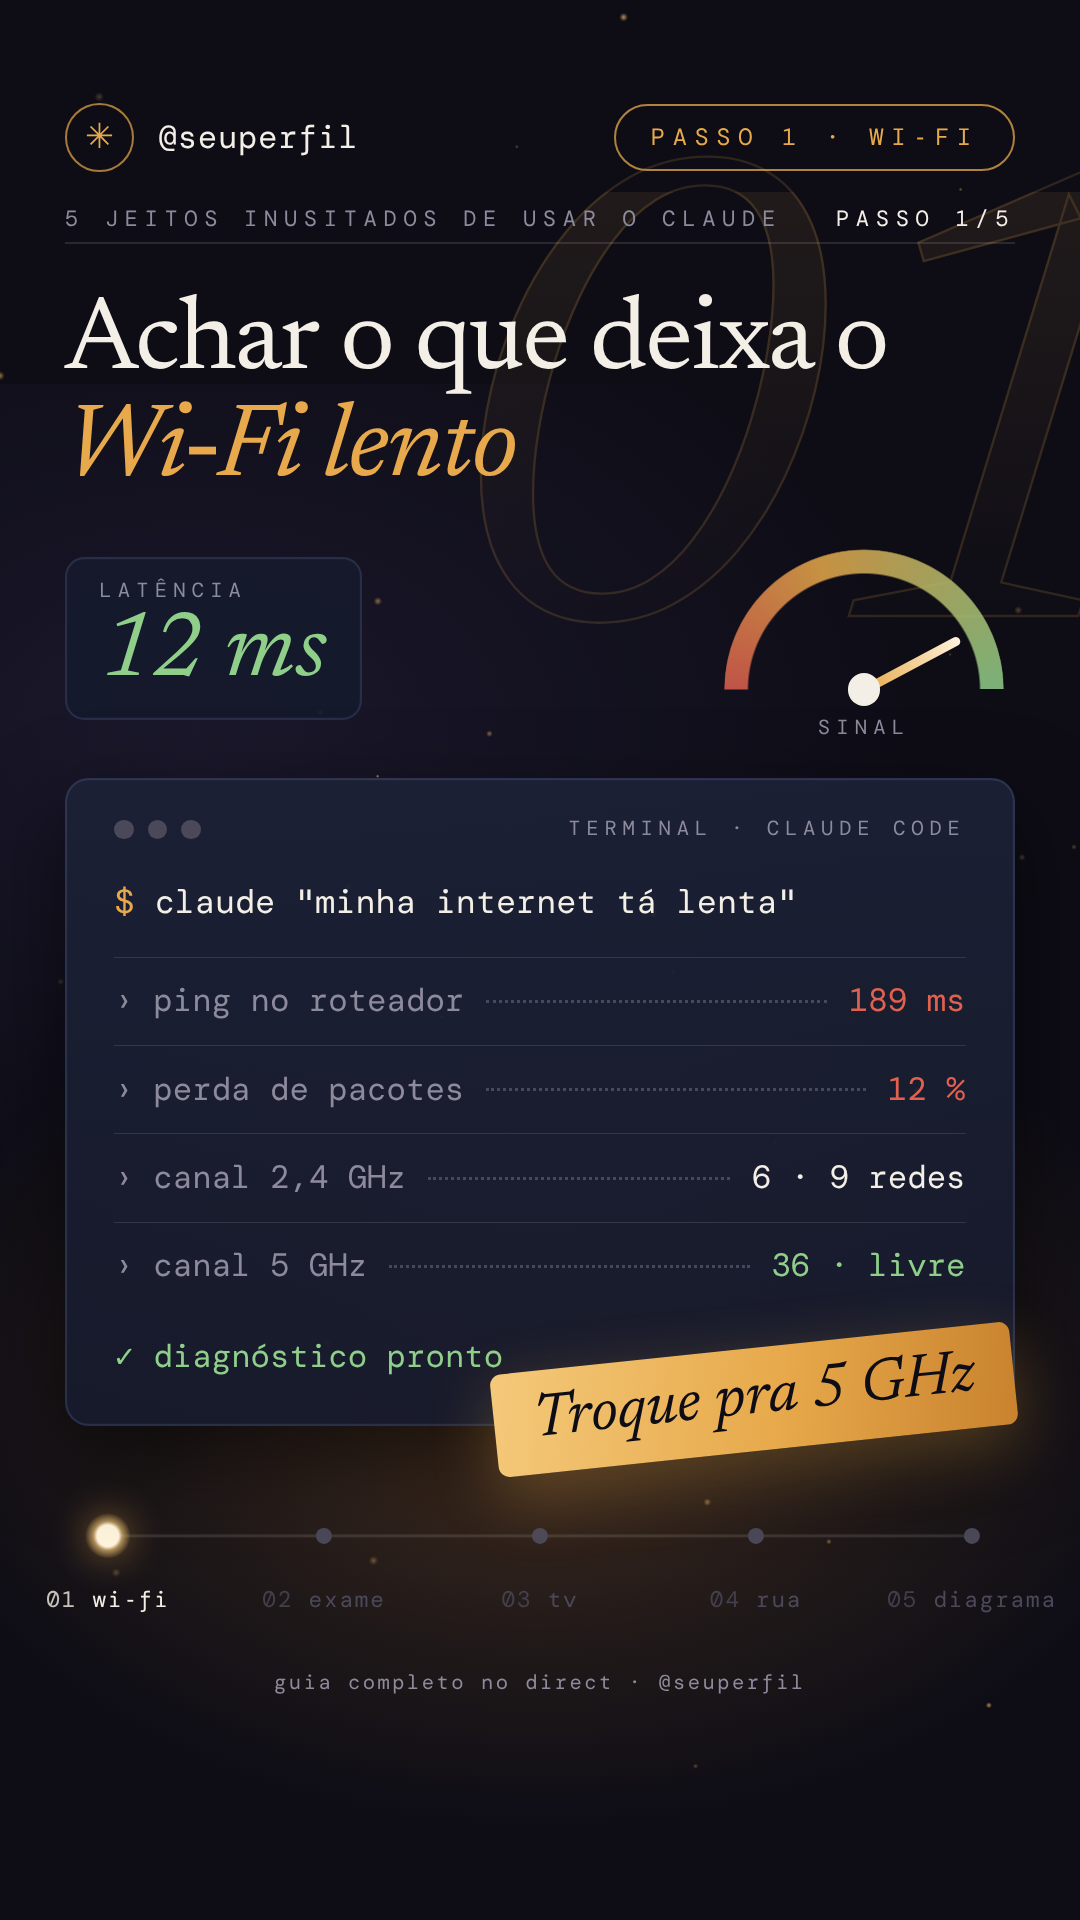 @seuperfil
PASSO 1 · WI-FI
5 JEITOS INUSITADOS DE USAR O CLAUDE
PASSO 1/5
01
Achar o que deixa o
Wi-Fi lento
LATÊNCIA
12 ms
SINAL
TERMINAL · CLAUDE CODE
$ claude "minha internet tá lenta"
› ping no roteador 189 ms
› perda de pacotes 12 %
› canal 2,4 GHz 6 · 9 redes
› canal 5 GHz 36 · livre
✓ diagnóstico pronto
Troque pra 5 GHz
01 wi-fi
02 exame
03 tv
04 rua
05 diagrama
guia completo no direct · @seuperfil